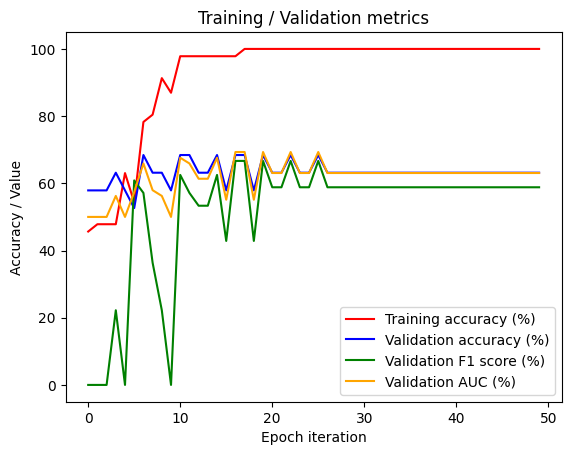 Training / Validation metrics
100
80
60
40
20
0
Accuracy / Value
Training accuracy (%)
Validation accuracy (%)
Validation F1 score (%)
Validation AUC (%)
0 10 20 30 40 50
Epoch iteration